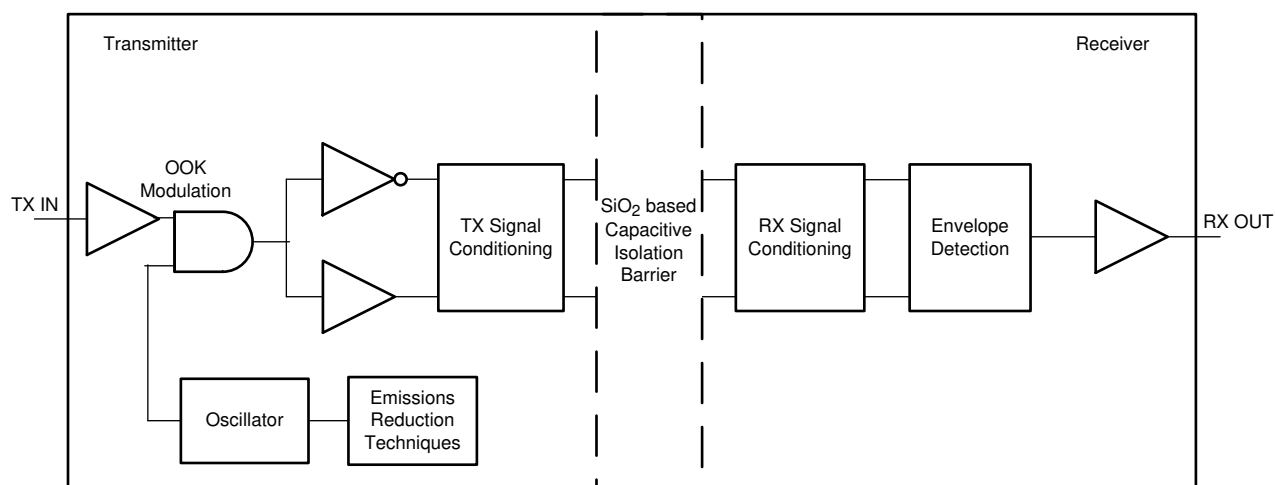 Transmitter
Receiver
OOK
Modulation
TX IN
TX Signal
Conditioning
SiO₂ based
Capacitive
Isolation
Barrier
RX Signal
Conditioning
Envelope
Detection
RX OUT
Oscillator
Emissions
Reduction
Techniques